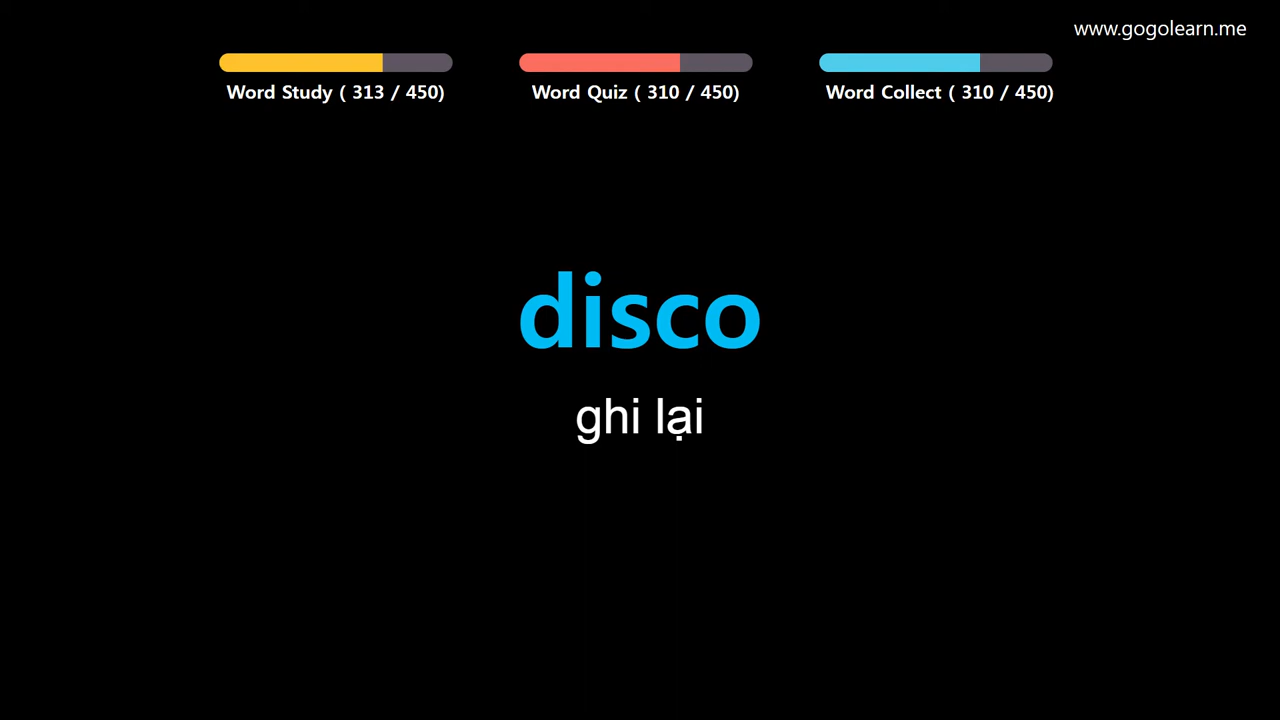 www.gogolearn.me
Word Study ( 313 / 450)
Word Quiz ( 310 / 450)
Word Collect ( 310 / 450)
disco
ghi lại